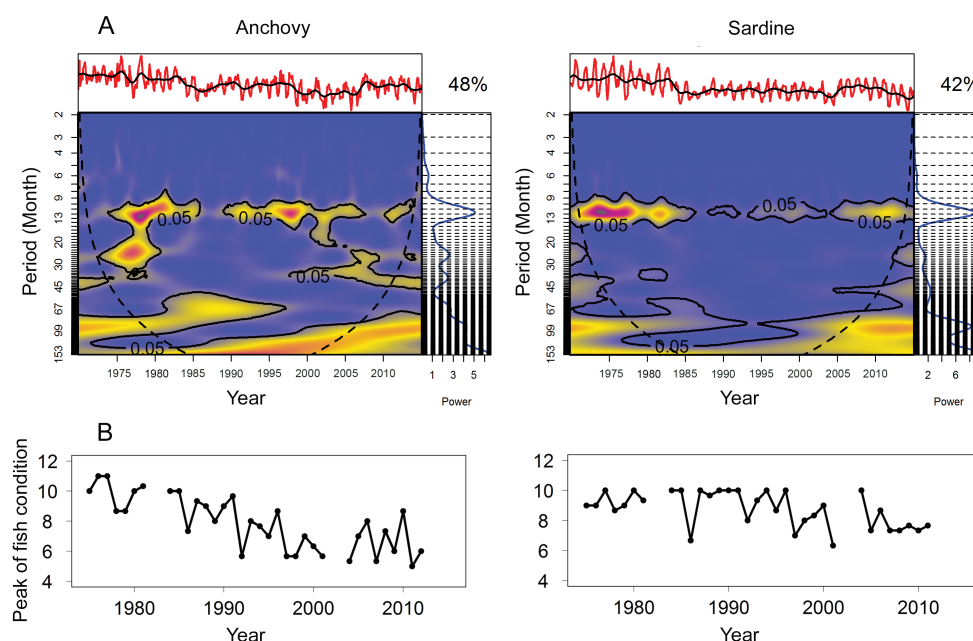 A Anchovy Sardine
48% 42%
2 2
3 3
4 4
6 6
9 9
13 0.05 0.05 13 0.05 0.05
20 20
30 0.05 30
45 45
67 67
99 99
153 0.05 153 0.05
Period (Month) Period (Month)
1975 1980 1985 1990 1995 2000 2005 2010 1 3 5 1975 1980 1985 1990 1995 2000 2005 2010 2 6
Year Power Year Power
B
Peak of fish condition
12 12
10 10
8 8
6 6
4 4
1980 1990 2000 2010 1980 1990 2000 2010
Year Year